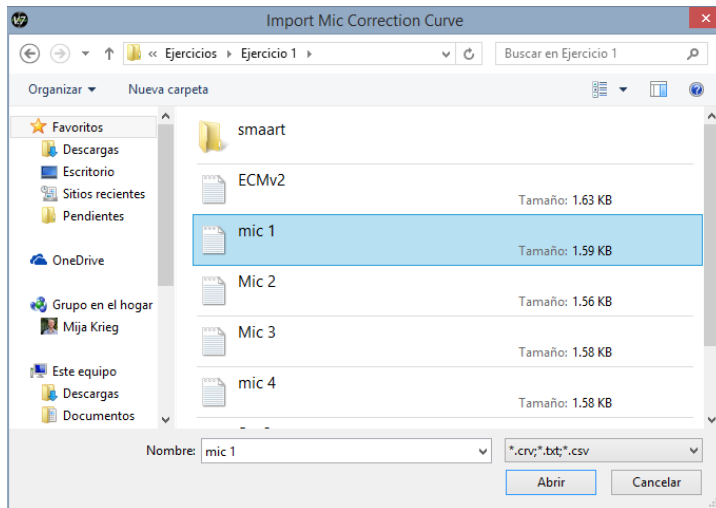 V7 Import Mic Correction Curve
« Ejercicios Ejercicio 1 Buscar en Ejercicio 1
Organizar Nueva carpeta
Favoritos
Descargas
Escritorio
Sitios recientes
Pendientes
OneDrive
Grupo en el hogar
Mija Krieg
Este equipo
Descargas
Documentos
smaart
ECMv2
Tamaño: 1.63 KB
mic 1
Tamaño: 1.59 KB
Mic 2
Tamaño: 1.56 KB
Mic 3
Tamaño: 1.58 KB
mic 4
Tamaño: 1.58 KB
Nombre: mic 1 *.crv;*.txt;*.csv
Abrir Cancelar